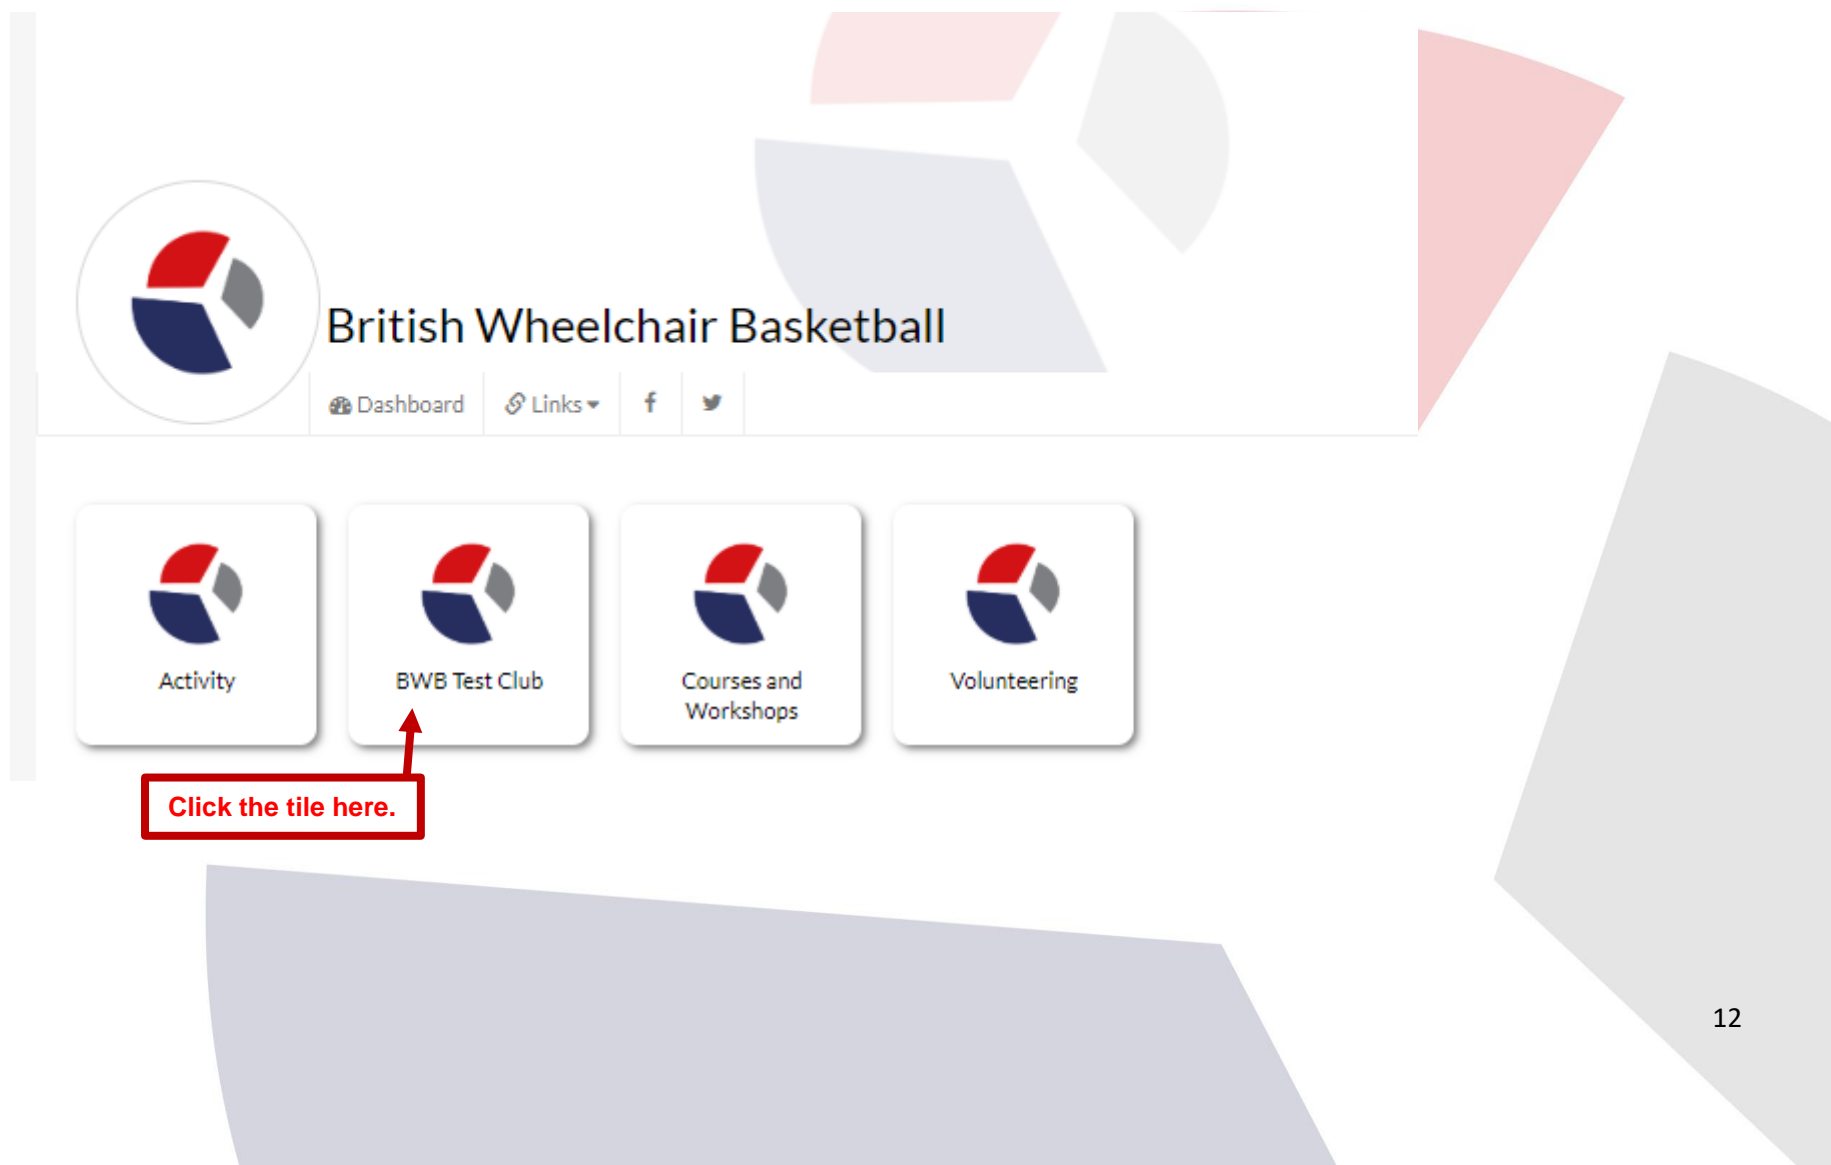 British Wheelchair Basketball
Dashboard Links
Activity
BWB Test Club
Courses and
Workshops
Volunteering
Click the tile here.
12